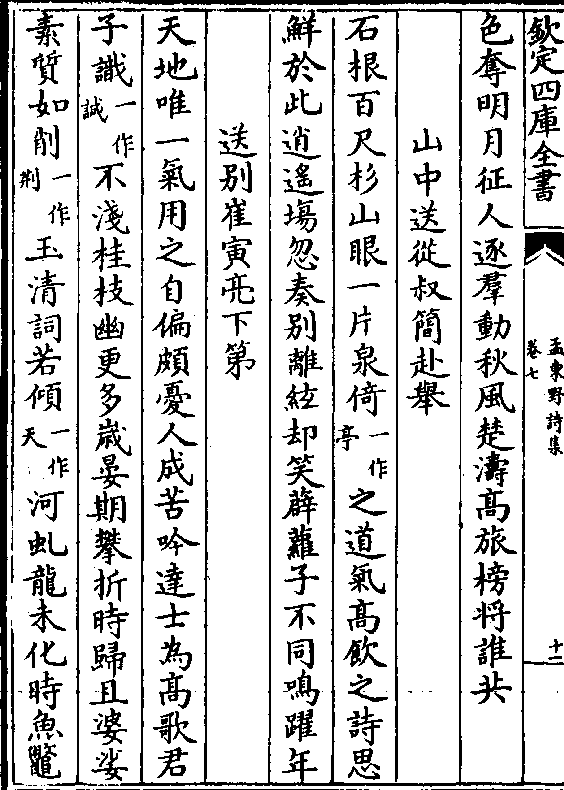 欽定四庫全書
孟東野詩集
卷七
十二
色奪明月征人逐羣動秋風楚濤高旅榜將誰共
山中送從叔簡赴舉
石根百尺杉山眼一片泉倚一作亭之道氣高飲之詩思
鮮於此逍遙塲忽奏別離絃却笑薜蘿子不同鳴躍年
送別崔寅亮下第
天地唯一氣用之自偏頗憂人成苦吟達士為高歌君
子識一作誠不淺桂枝幽更多歲晏期攀折時歸且婆娑
素質如削一作荆玉清詞若傾一作天河虬龍未化時魚鼈